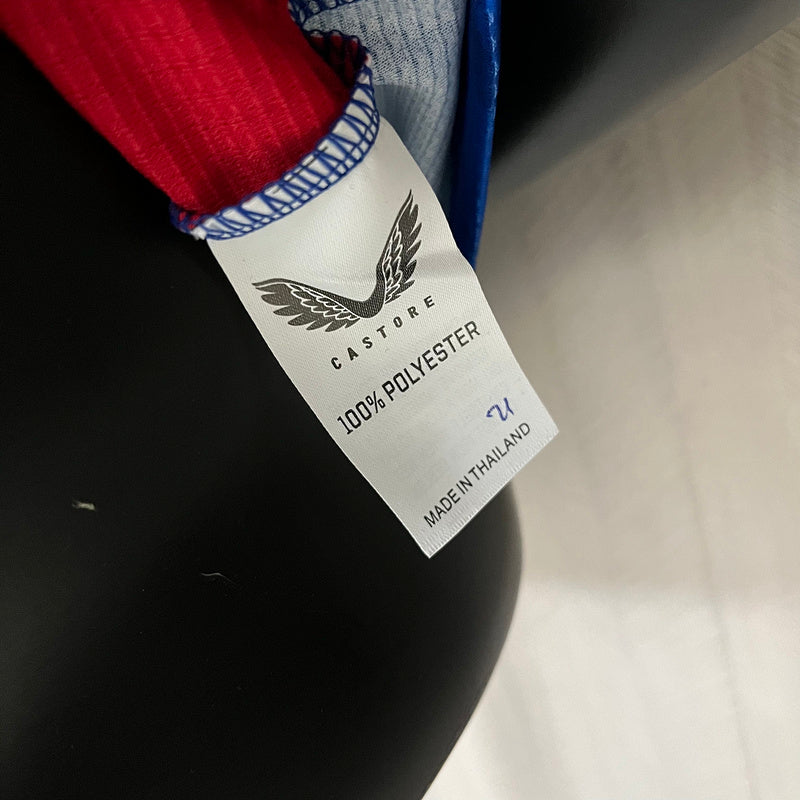 CASTORE
100% POLYESTER
MADE IN THAILAND